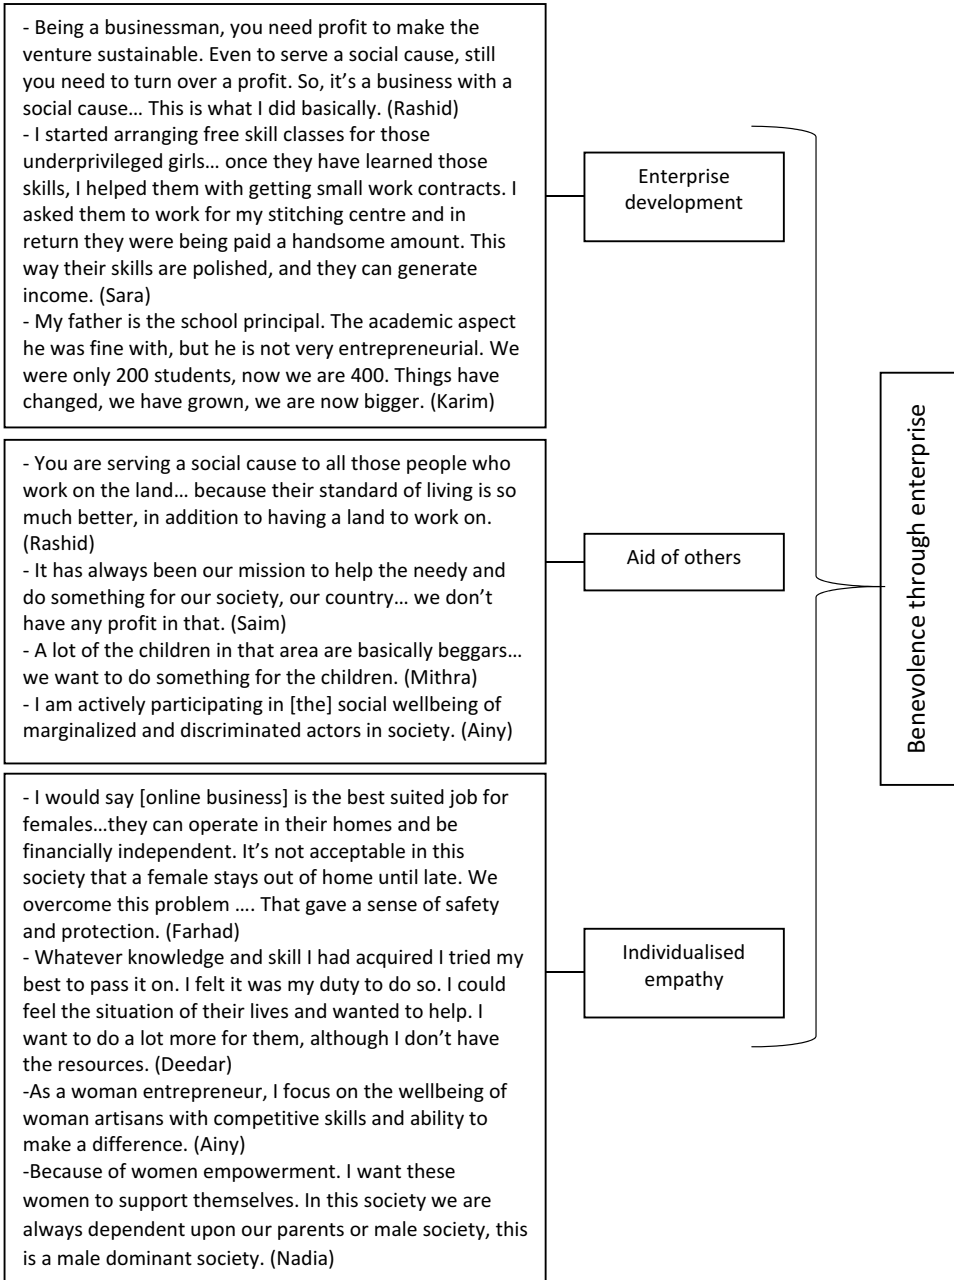 - Being a businessman, you need profit to make the
venture sustainable. Even to serve a social cause, still
you need to turn over a profit. So, it's a business with a
social cause… This is what I did basically. (Rashid)
- I started arranging free skill classes for those
underprivileged girls… once they have learned those
skills, I helped them with getting small work contracts. I
asked them to work for my stitching centre and in
return they were being paid a handsome amount. This
way their skills are polished, and they can generate
income. (Sara)
- My father is the school principal. The academic aspect
he was fine with, but he is not very entrepreneurial. We
were only 200 students, now we are 400. Things have
changed, we have grown, we are now bigger. (Karim)
Enterprise
development
- You are serving a social cause to all those people who
work on the land… because their standard of living is so
much better, in addition to having a land to work on.
(Rashid)
- It has always been our mission to help the needy and
do something for our society, our country… we don't
have any profit in that. (Saim)
- A lot of the children in that area are basically beggars…
we want to do something for the children. (Mithra)
- I am actively participating in [the] social wellbeing of
marginalized and discriminated actors in society. (Ainy)
Aid of others
- I would say [online business] is the best suited job for
females…they can operate in their homes and be
financially independent. It's not acceptable in this
society that a female stays out of home until late. We
overcome this problem …. That gave a sense of safety
and protection. (Farhad)
- Whatever knowledge and skill I had acquired I tried my
best to pass it on. I felt it was my duty to do so. I could
feel the situation of their lives and wanted to help. I
want to do a lot more for them, although I don't have
the resources. (Deedar)
-As a woman entrepreneur, I focus on the wellbeing of
woman artisans with competitive skills and ability to
make a difference. (Ainy)
-Because of women empowerment. I want these
women to support themselves. In this society we are
always dependent upon our parents or male society, this
is a male dominant society. (Nadia)
Individualised
empathy
Benevolence through enterprise